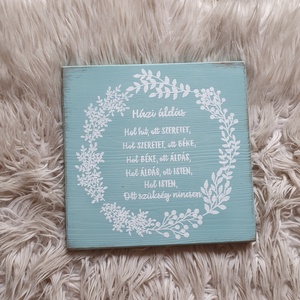 Házi áldás
Hol hit, ott SZERETET,
Hol SZERETET, ott BÉKE,
Hol BÉKE, ott ÁLDÁS,
Hol ÁLDÁS, ott ISTEN,
Hol ISTEN,
Ott szükség nincsen